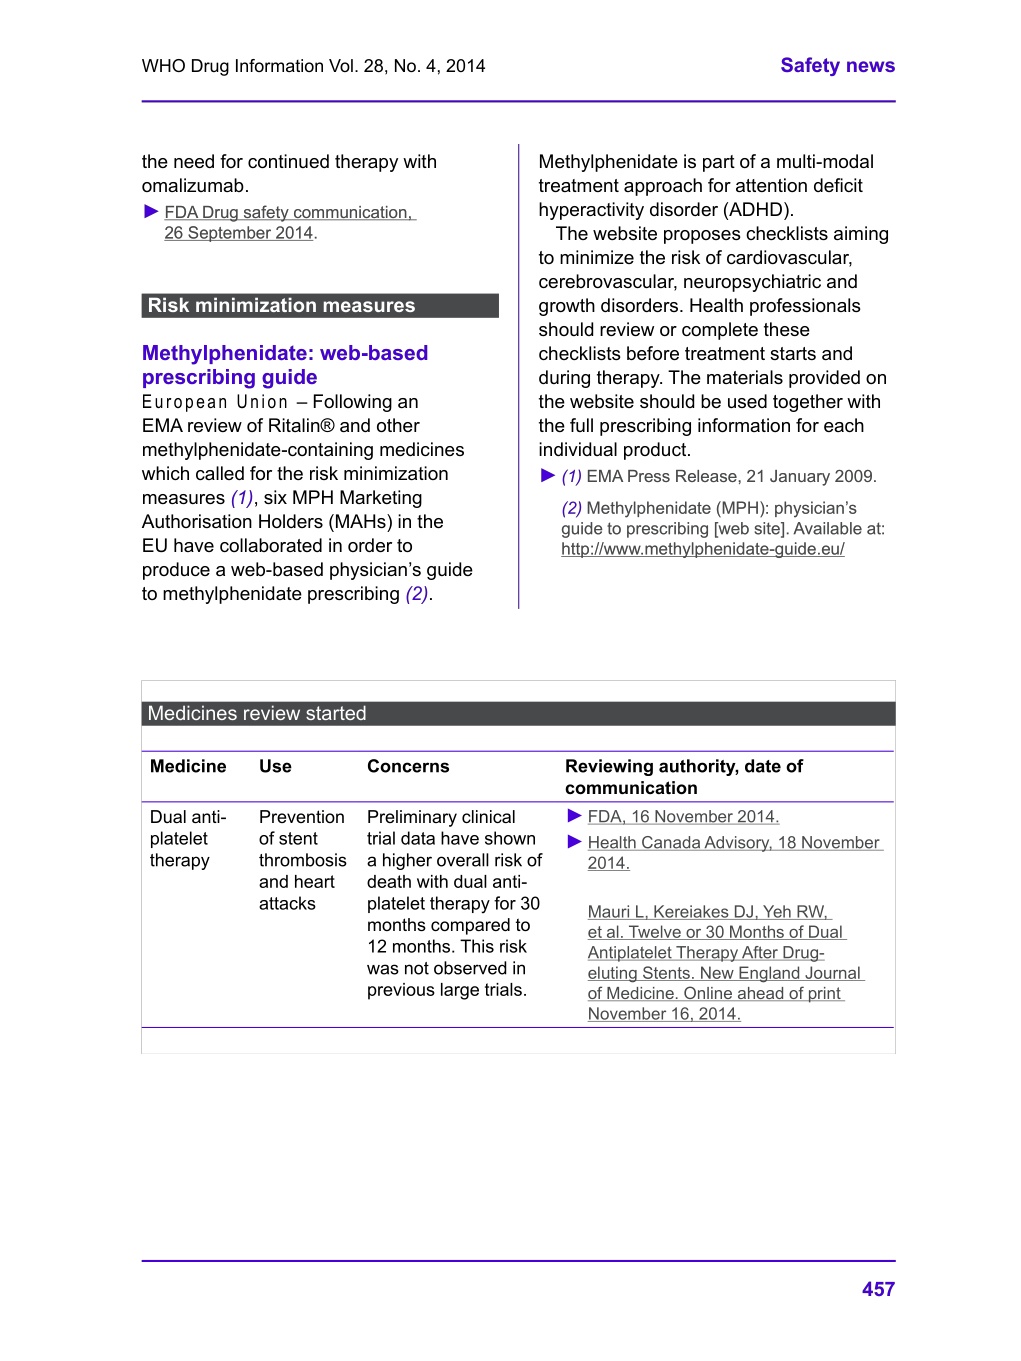 WHO Drug Information Vol. 28, No. 4, 2014
Safety news
the need for continued therapy with
omalizumab.
► FDA Drug safety communication,
26 September 2014.
Risk minimization measures
Methylphenidate: web-based
prescribing guide
European Union – Following an
EMA review of Ritalin® and other
methylphenidate-containing medicines
which called for the risk minimization
measures (1), six MPH Marketing
Authorisation Holders (MAHs) in the
EU have collaborated in order to
produce a web-based physician’s guide
to methylphenidate prescribing (2).
Methylphenidate is part of a multi-modal
treatment approach for attention deficit
hyperactivity disorder (ADHD).
The website proposes checklists aiming
to minimize the risk of cardiovascular,
cerebrovascular, neuropsychiatric and
growth disorders. Health professionals
should review or complete these
checklists before treatment starts and
during therapy. The materials provided on
the website should be used together with
the full prescribing information for each
individual product.
► (1) EMA Press Release, 21 January 2009.
(2) Methylphenidate (MPH): physician’s
guide to prescribing [web site]. Available at:
http://www.methylphenidate-guide.eu/
Medicines review started
Medicine
Use
Concerns
Reviewing authority, date of
communication
Dual anti-
platelet
therapy
Prevention
of stent
thrombosis
and heart
attacks
Preliminary clinical
trial data have shown
a higher overall risk of
death with dual anti-
platelet therapy for 30
months compared to
12 months. This risk
was not observed in
previous large trials.
► FDA, 16 November 2014.
► Health Canada Advisory, 18 November
2014.
Mauri L, Kereiakes DJ, Yeh RW,
et al. Twelve or 30 Months of Dual
Antiplatelet Therapy After Drug-
eluting Stents. New England Journal
of Medicine. Online ahead of print
November 16, 2014.
457